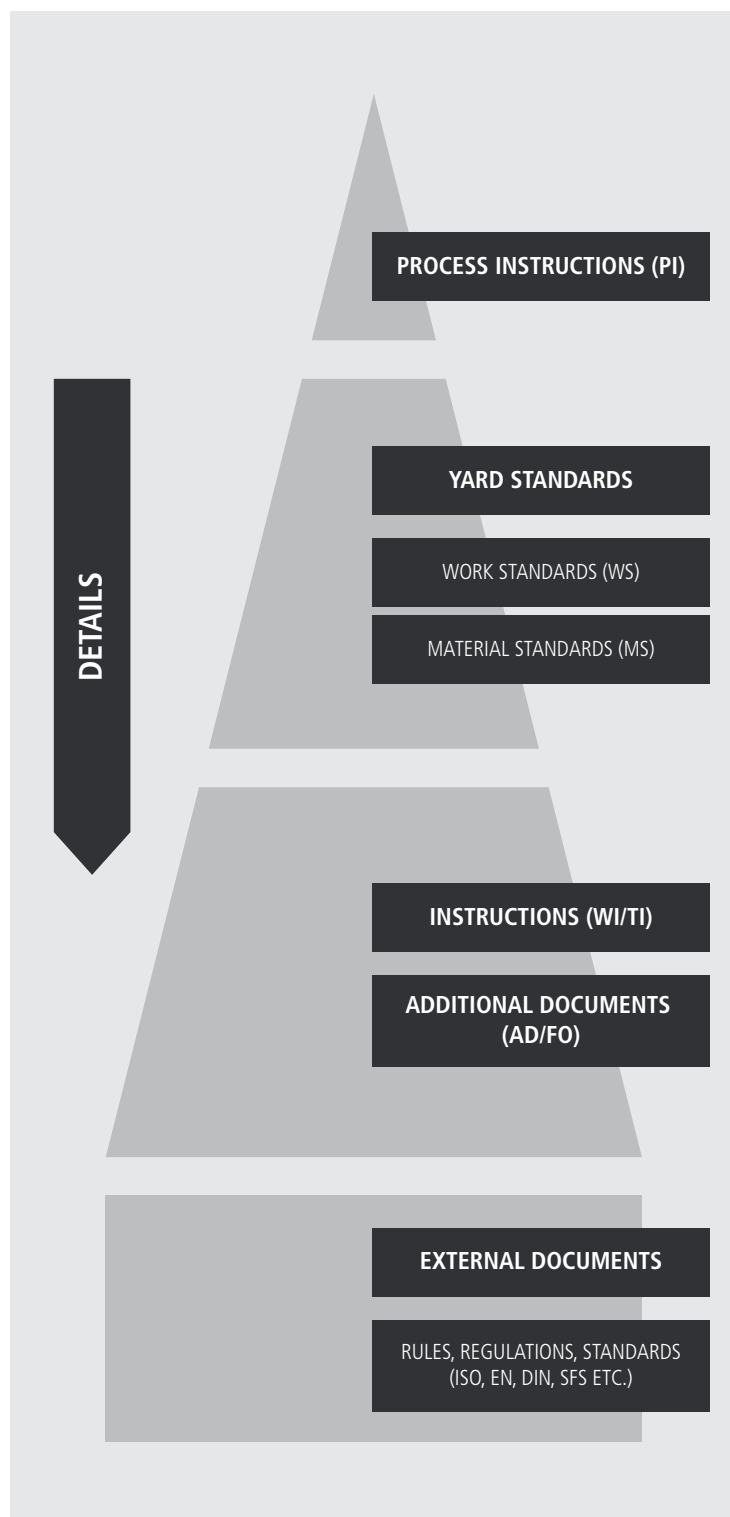 PROCESS INSTRUCTIONS (PI)
DETAILS
YARD STANDARDS
WORK STANDARDS (WS)
MATERIAL STANDARDS (MS)
INSTRUCTIONS (WI/TI)
ADDITIONAL DOCUMENTS
(AD/FO)
EXTERNAL DOCUMENTS
RULES, REGULATIONS, STANDARDS
(ISO, EN, DIN, SFS ETC.)